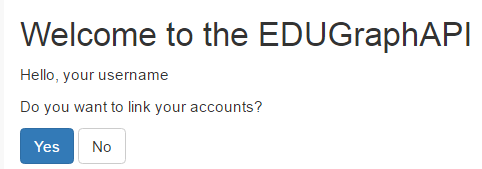 Welcome to the EDUGraphAPI
Hello, your username
Do you want to link your accounts?
Yes No